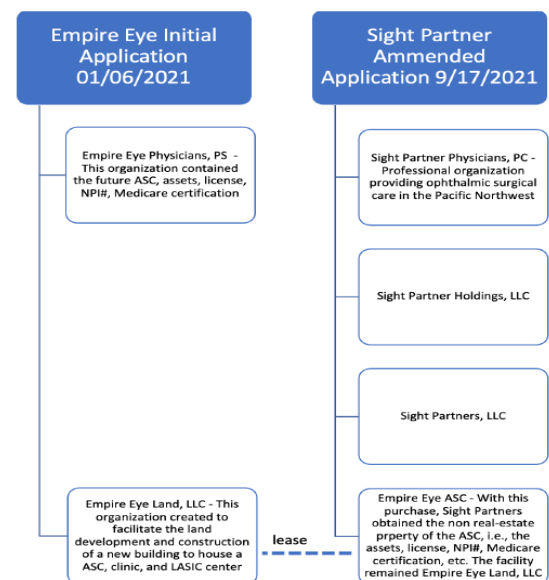 Empire Eye Initial
Application
01/06/2021
Empire Eye Physicians, PS -
This organization contained
the future ASC, assets, license,
NPI#, Medicare certification
Empire Eye Land, LLC - This
organization created to
facilitate the land
development and construction
of a new building to house a
ASC, clinic, and LASIC center
lease
Sight Partner
Ammended
Application 9/17/2021
Sight Partner Physicians, PC -
Professional organization
providing ophthalmic surgical
care in the Pacific Northwest
Sight Partner Holdings, LLC
Sight Partners, LLC
Empire Eye ASC - With this
purchase, Sight Partners
obtained the non real-estate
prperty of the ASC, i.e., the
assets, license, NPI#, Medicare
certification, etc. The facility
remained Empire Eye Land, LLC